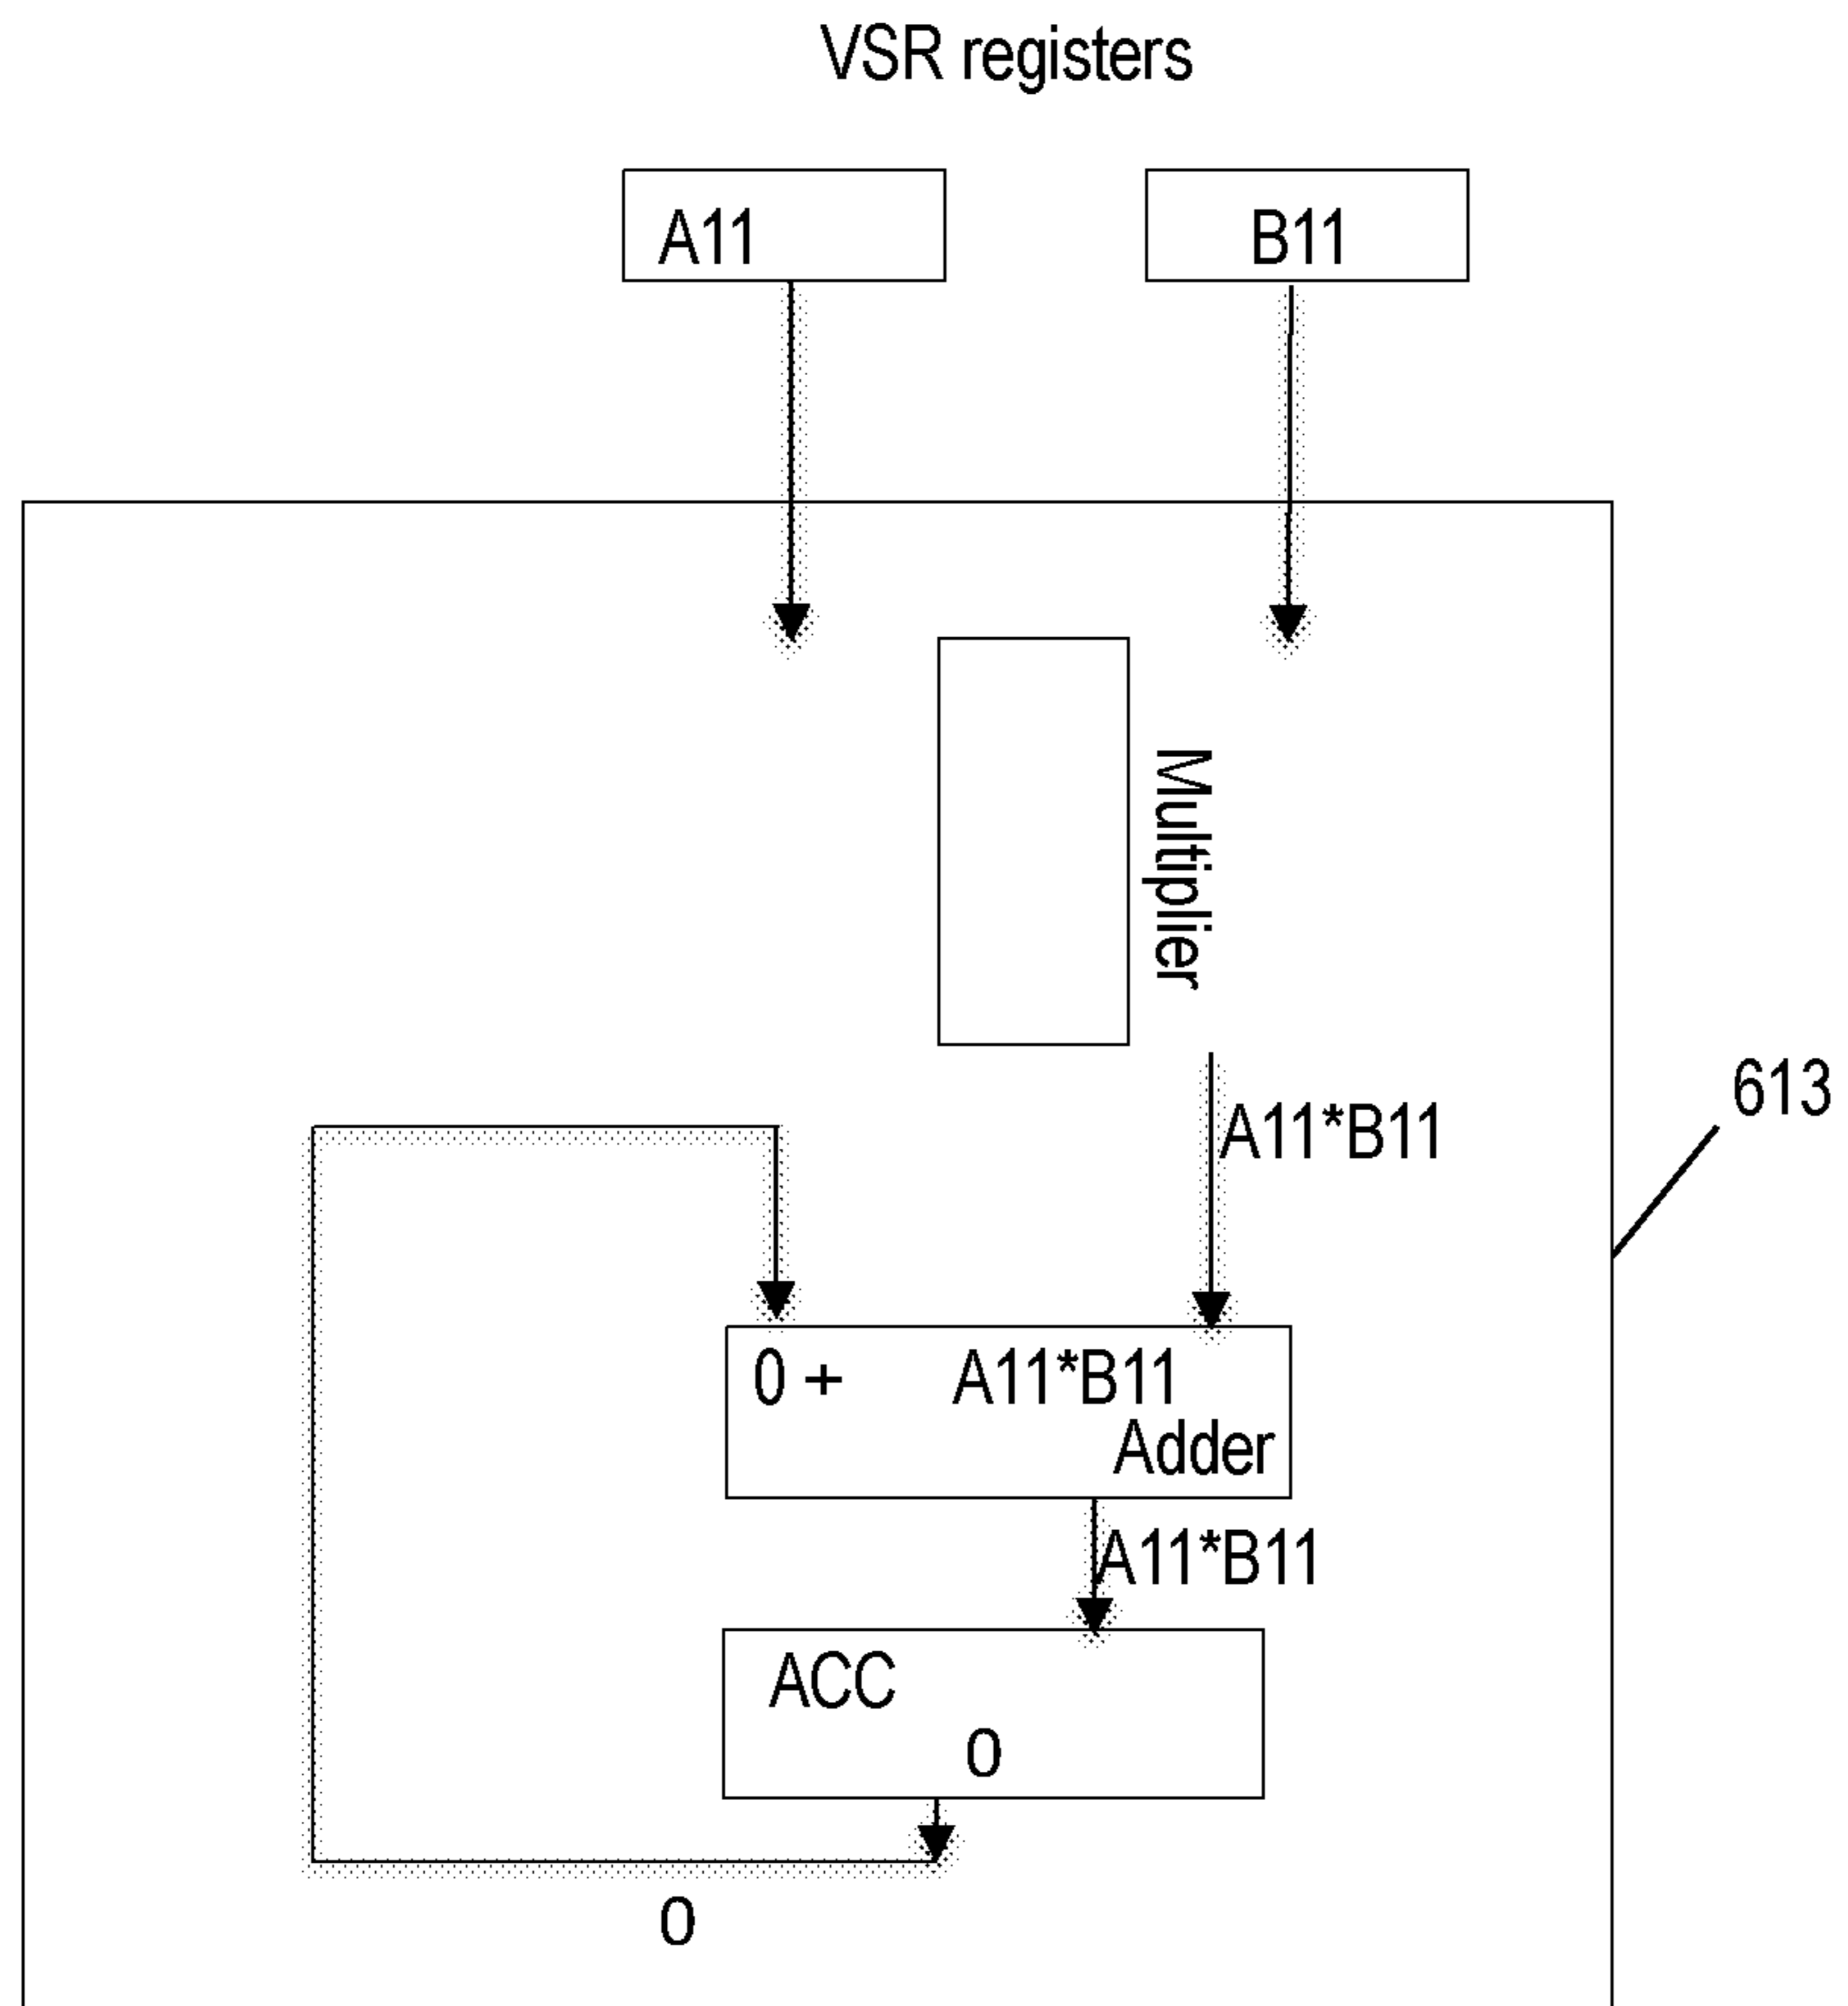 VSR registers
A11
B11
Multiplier
613
A11*B11
0 + A11*B11
Adder
A11*B11
ACC
0
0